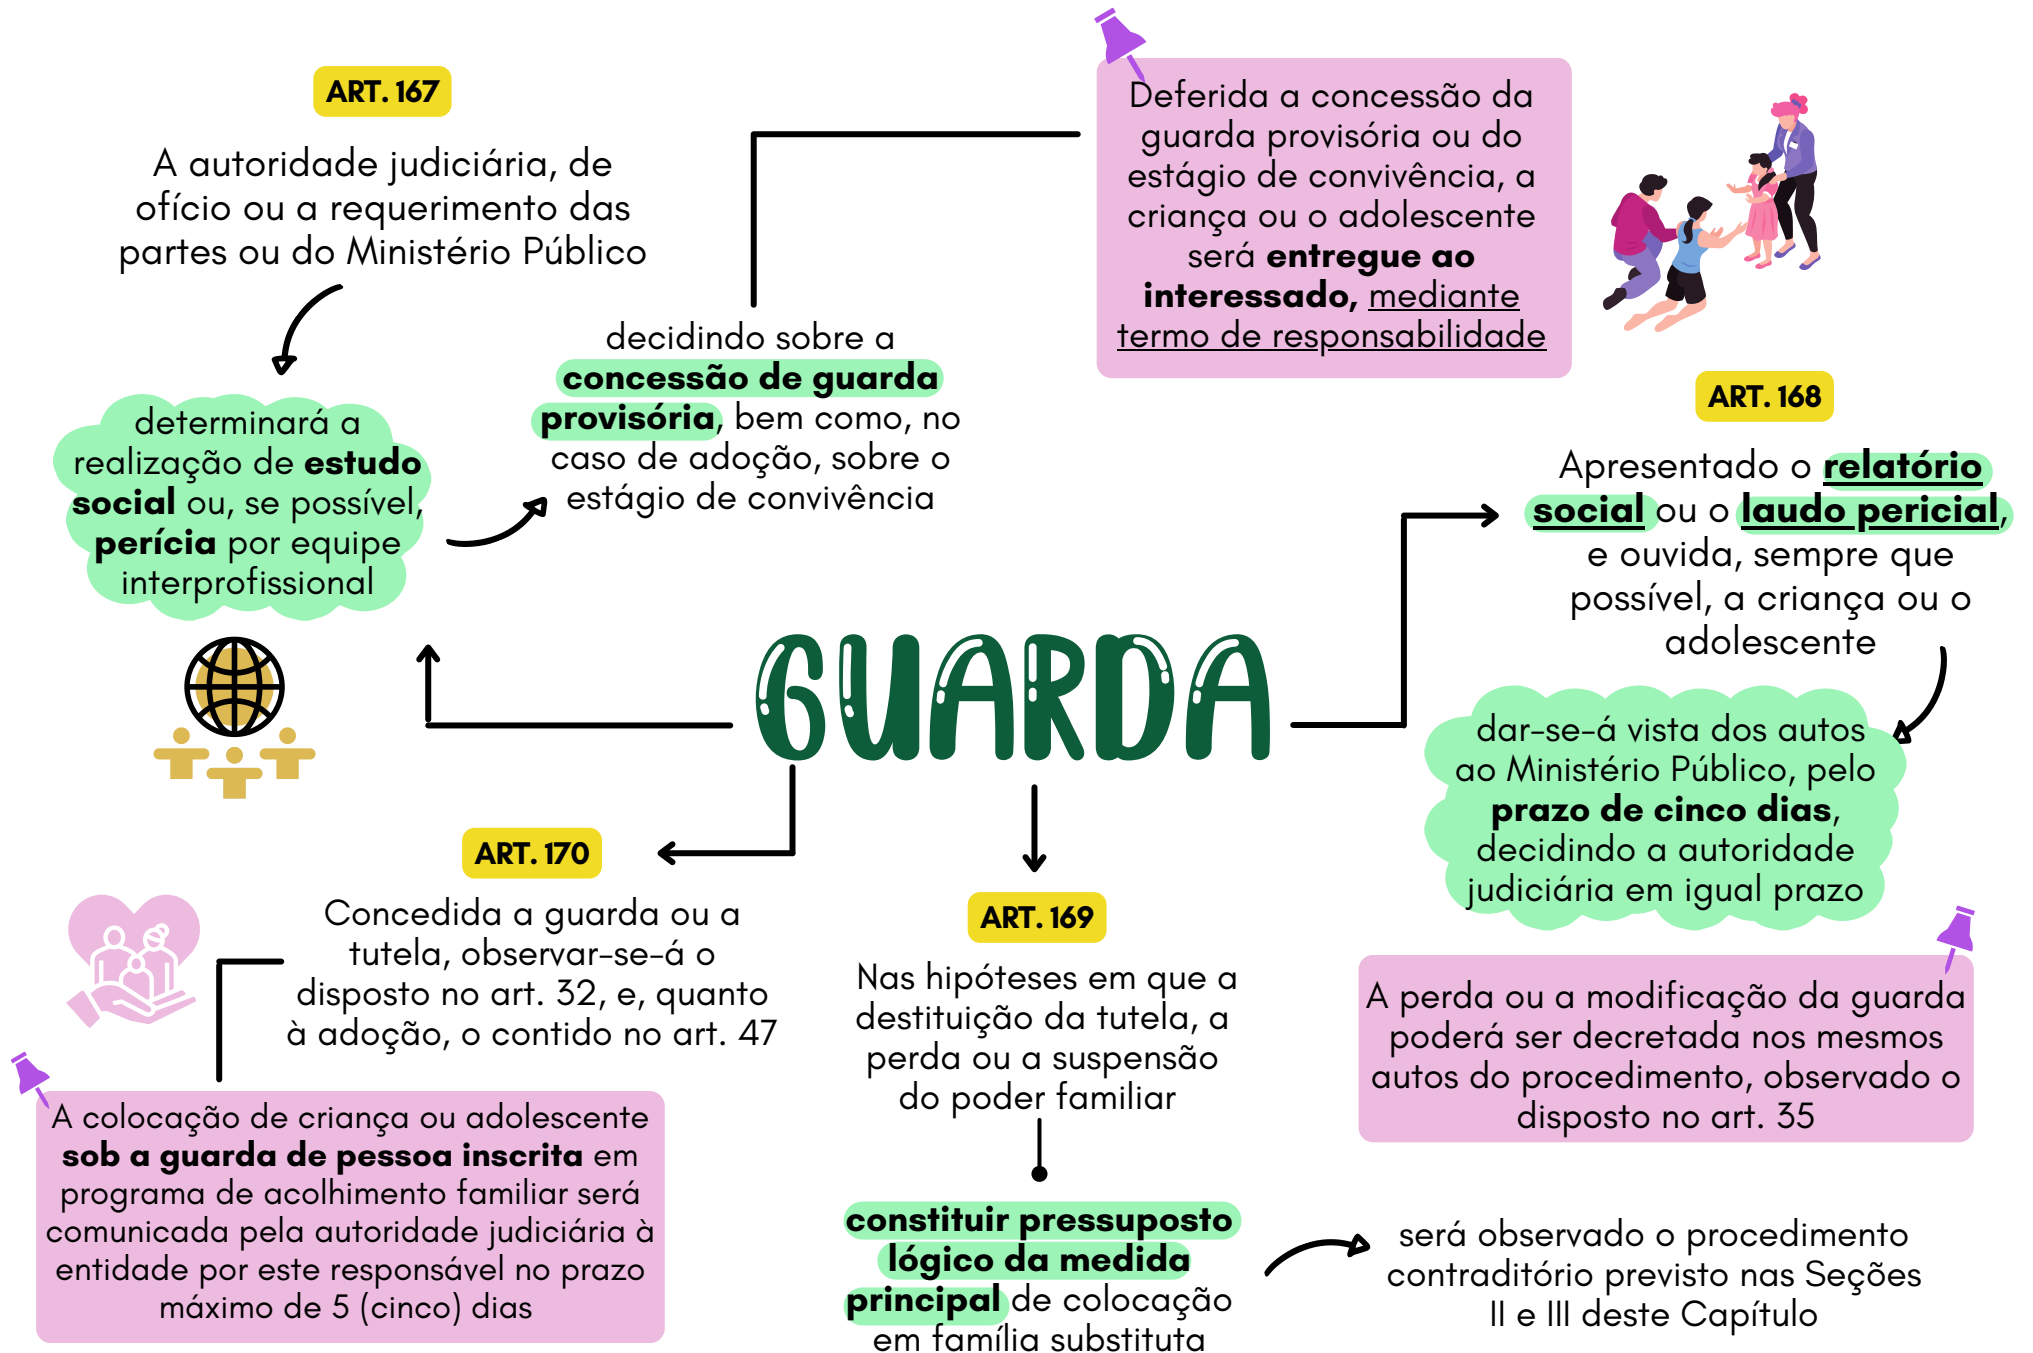 ART. 167
A autoridade judiciária, de
ofício ou a requerimento das
partes ou do Ministério Público
determinará a
realização de estudo
social ou, se possível,
perícia por equipe
interprofissional
decidindo sobre a
concessão de guarda
provisória, bem como, no
caso de adoção, sobre o
estágio de convivência
Deferida a concessão da
guarda provisória ou do
estágio de convivência, a
criança ou o adolescente
será entregue ao
interessado, mediante
termo de responsabilidade
ART. 168
Apresentado o relatório
social ou o laudo pericial,
e ouvida, sempre que
possível, a criança ou o
adolescente
dar-se-á vista dos autos
ao Ministério Público, pelo
prazo de cinco dias,
decidindo a autoridade
judiciária em igual prazo
A perda ou a modificação da guarda
poderá ser decretada nos mesmos
autos do procedimento, observado o
disposto no art. 35
GUARDA
ART. 170
Concedida a guarda ou a
tutela, observar-se-á o
disposto no art. 32, e, quanto
à adoção, o contido no art. 47
A colocação de criança ou adolescente
sob a guarda de pessoa inscrita em
programa de acolhimento familiar será
comunicada pela autoridade judiciária à
entidade por este responsável no prazo
máximo de 5 (cinco) dias
ART. 169
Nas hipóteses em que a
destituição da tutela, a
perda ou a suspensão
do poder familiar
constituir pressuposto
lógico da medida
principal de colocação
em família substituta
será observado o procedimento
contraditório previsto nas Seções
II e III deste Capítulo